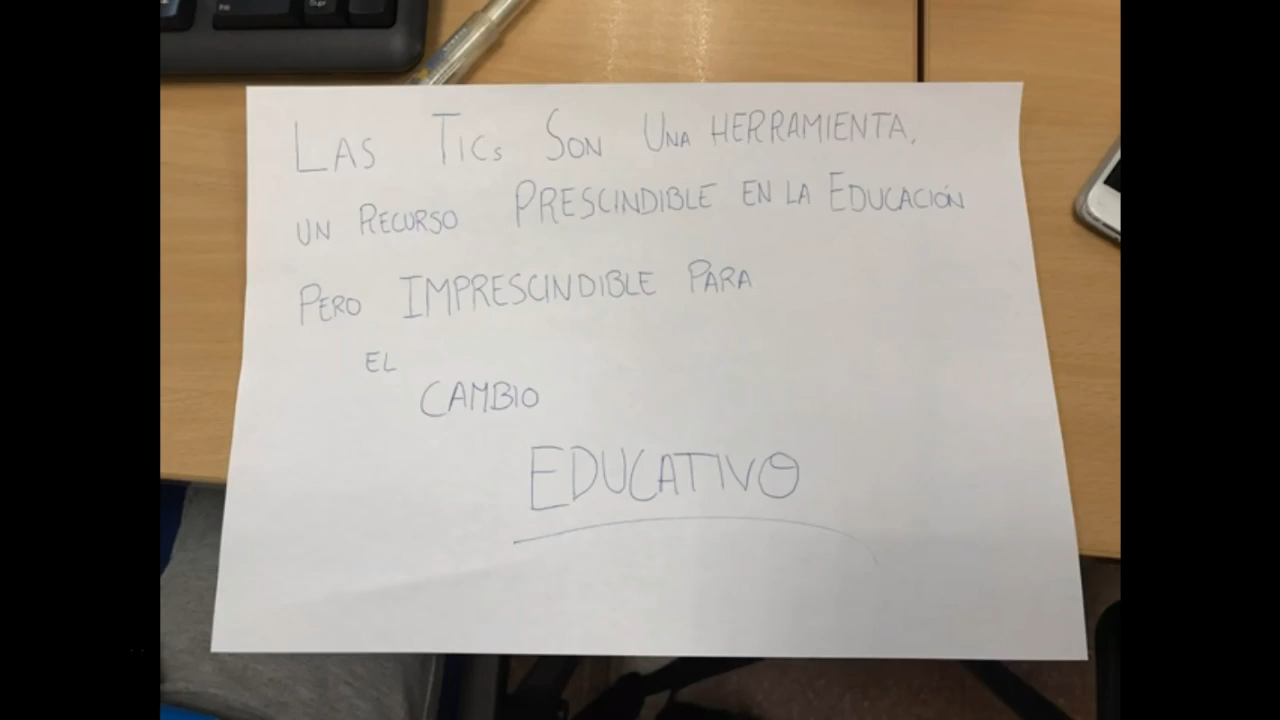 LAS TICs SON UNA HERRAMIENTA,
UN RECURSO PRESCINDIBLE EN LA EDUCACIÓN
PERO IMPRESCINDIBLE PARA
EL
CAMBIO
EDUCATIVO